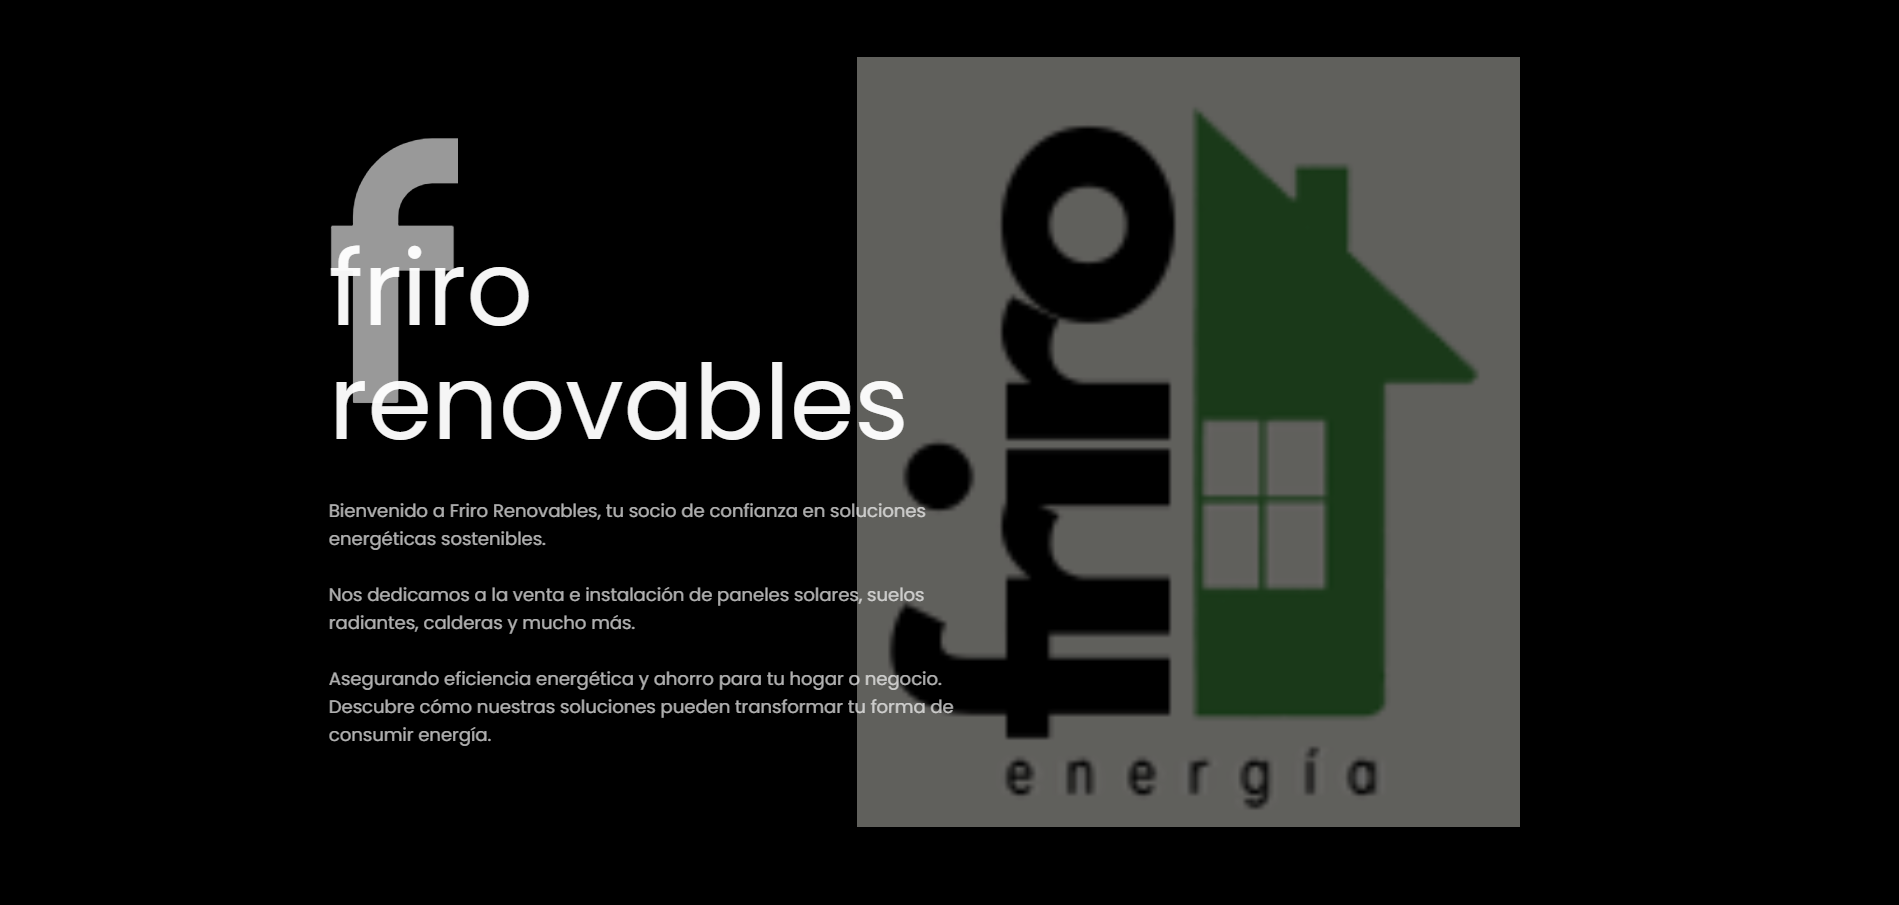 f
friro
renovables
Bienvenido a Friro Renovables, tu socio de confianza en soluciones
energéticas sostenibles.
Nos dedicamos a la venta e instalación de paneles solares, suelos
radiantes, calderas y mucho más.
Asegurando eficiencia energética y ahorro para tu hogar o negocio.
Descubre cómo nuestras soluciones pueden transformar tu forma de
consumir energía.
friro
energía